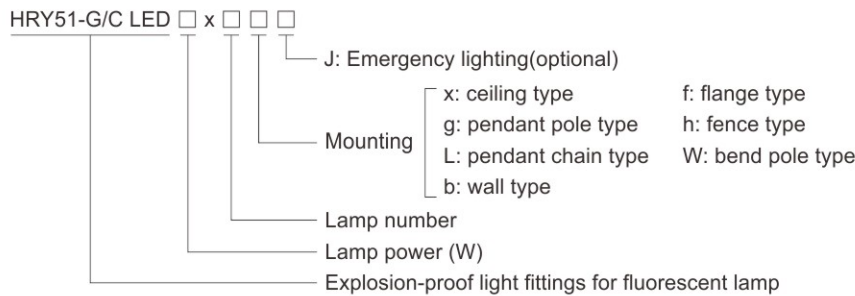 HRY51-G/C LED □ x □ □ □
J: Emergency lighting(optional)
x: ceiling type f: flange type
g: pendant pole type h: fence type
Mounting
L: pendant chain type W: bend pole type
b: wall type
Lamp number
Lamp power (W)
Explosion-proof light fittings for fluorescent lamp